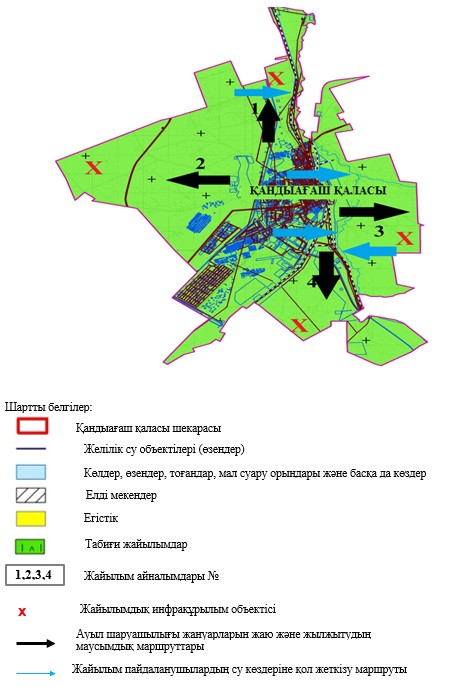 X
1
2
ҚАНДЫАҒАШ ҚАЛАСЫ
X
3
X
4
X
Шартты белгілер:
Қандыағаш қаласы шекарасы
Желілік су объектілері (өзендер)
Көлдер, өзендер, тоғандар, мал суару орындары және басқа да көздер
Елді мекендер
Егістік
Табиғи жайылымдар
1,2,3,4 Жайылым айналымдары №
x Жайылымдық инфрақұрылым объектісі
Ауыл шаруашылығы жануарларын жаю және жылжытудың
маусымдық маршруттары
Жайылым пайдаланушылардың су көздеріне қол жеткізу маршруты